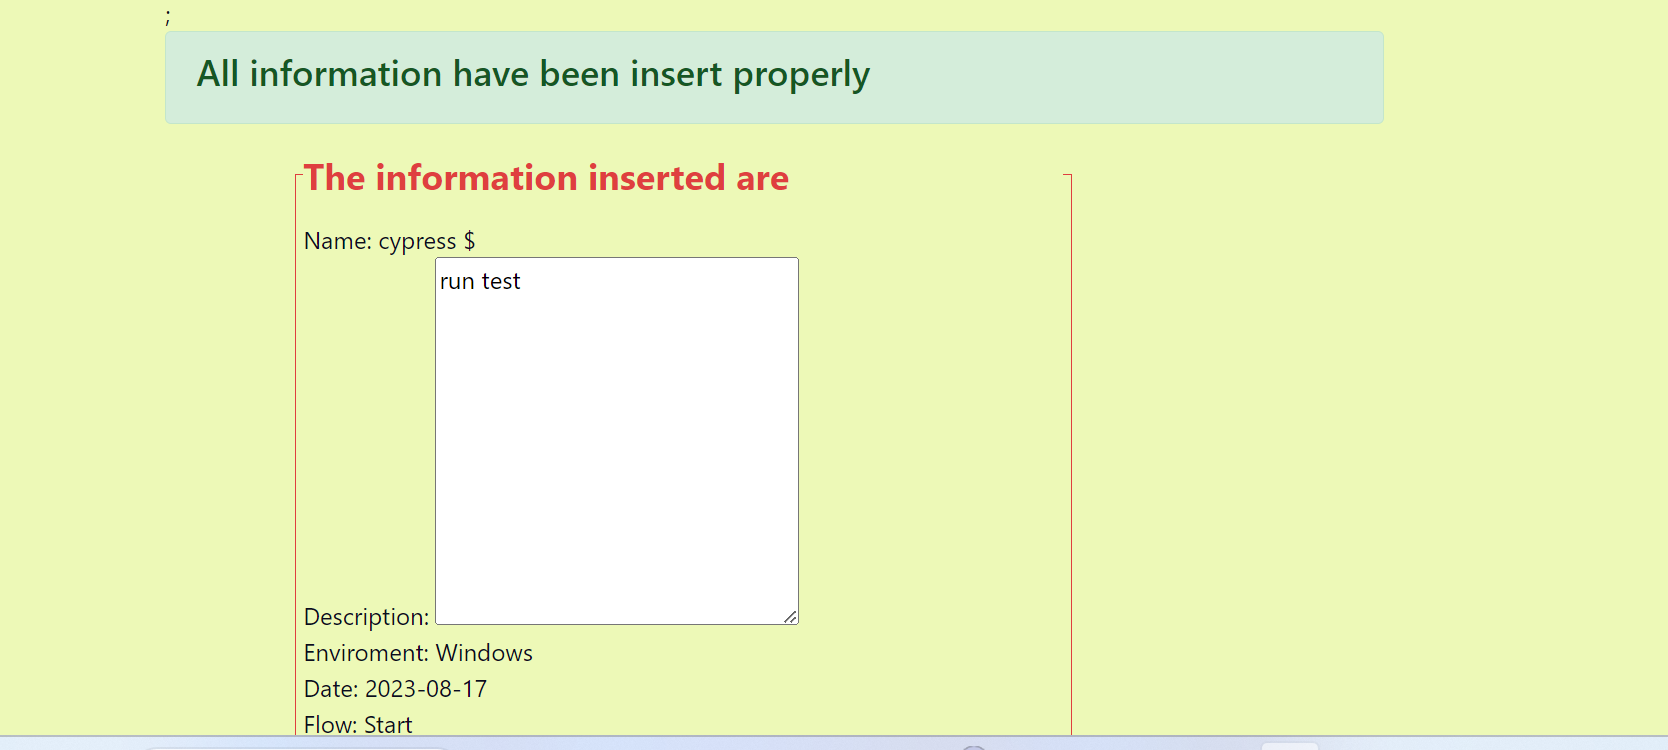 ;
All information have been insert properly
The information inserted are
Name: cypress $
run test
Description:
Enviroment: Windows
Date: 2023-08-17
Flow: Start